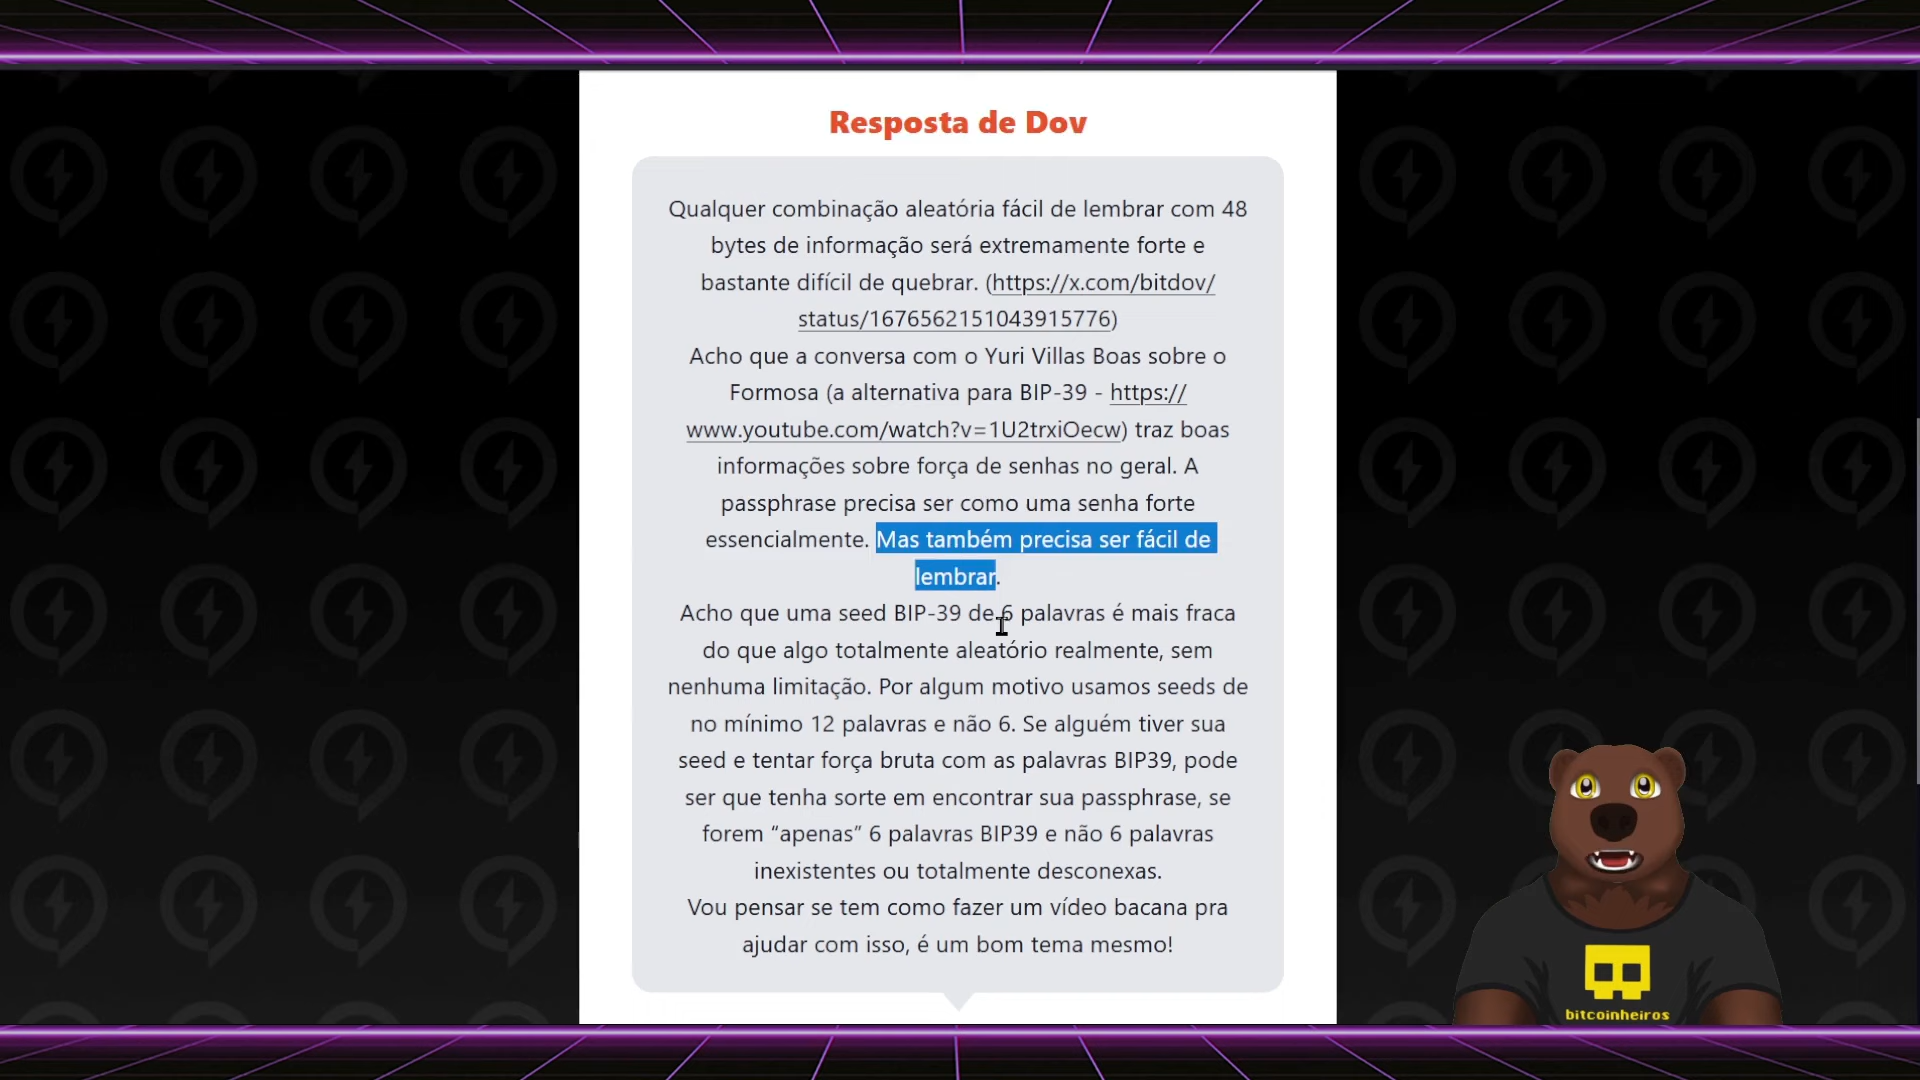 Resposta de Dov
Qualquer combinação aleatória fácil de lembrar com 48
bytes de informação será extremamente forte e
bastante difícil de quebrar. (https://x.com/bitdov/
status/1676562151043915776)
Acho que a conversa com o Yuri Villas Boas sobre o
Formosa (a alternativa para BIP-39 - https://
www.youtube.com/watch?v=1U2trxiOecw) traz boas
informações sobre força de senhas no geral. A
passphrase precisa ser como uma senha forte
essencialmente. Mas também precisa ser fácil de
lembrar.
Acho que uma seed BIP-39 de 6 palavras é mais fraca
do que algo totalmente aleatório realmente, sem
nenhuma limitação. Por algum motivo usamos seeds de
no mínimo 12 palavras e não 6. Se alguém tiver sua
seed e tentar força bruta com as palavras BIP39, pode
ser que tenha sorte em encontrar sua passphrase, se
forem “apenas” 6 palavras BIP39 e não 6 palavras
inexistentes ou totalmente desconexas.
Vou pensar se tem como fazer um vídeo bacana pra
ajudar com isso, é um bom tema mesmo!
bitcoinheiros